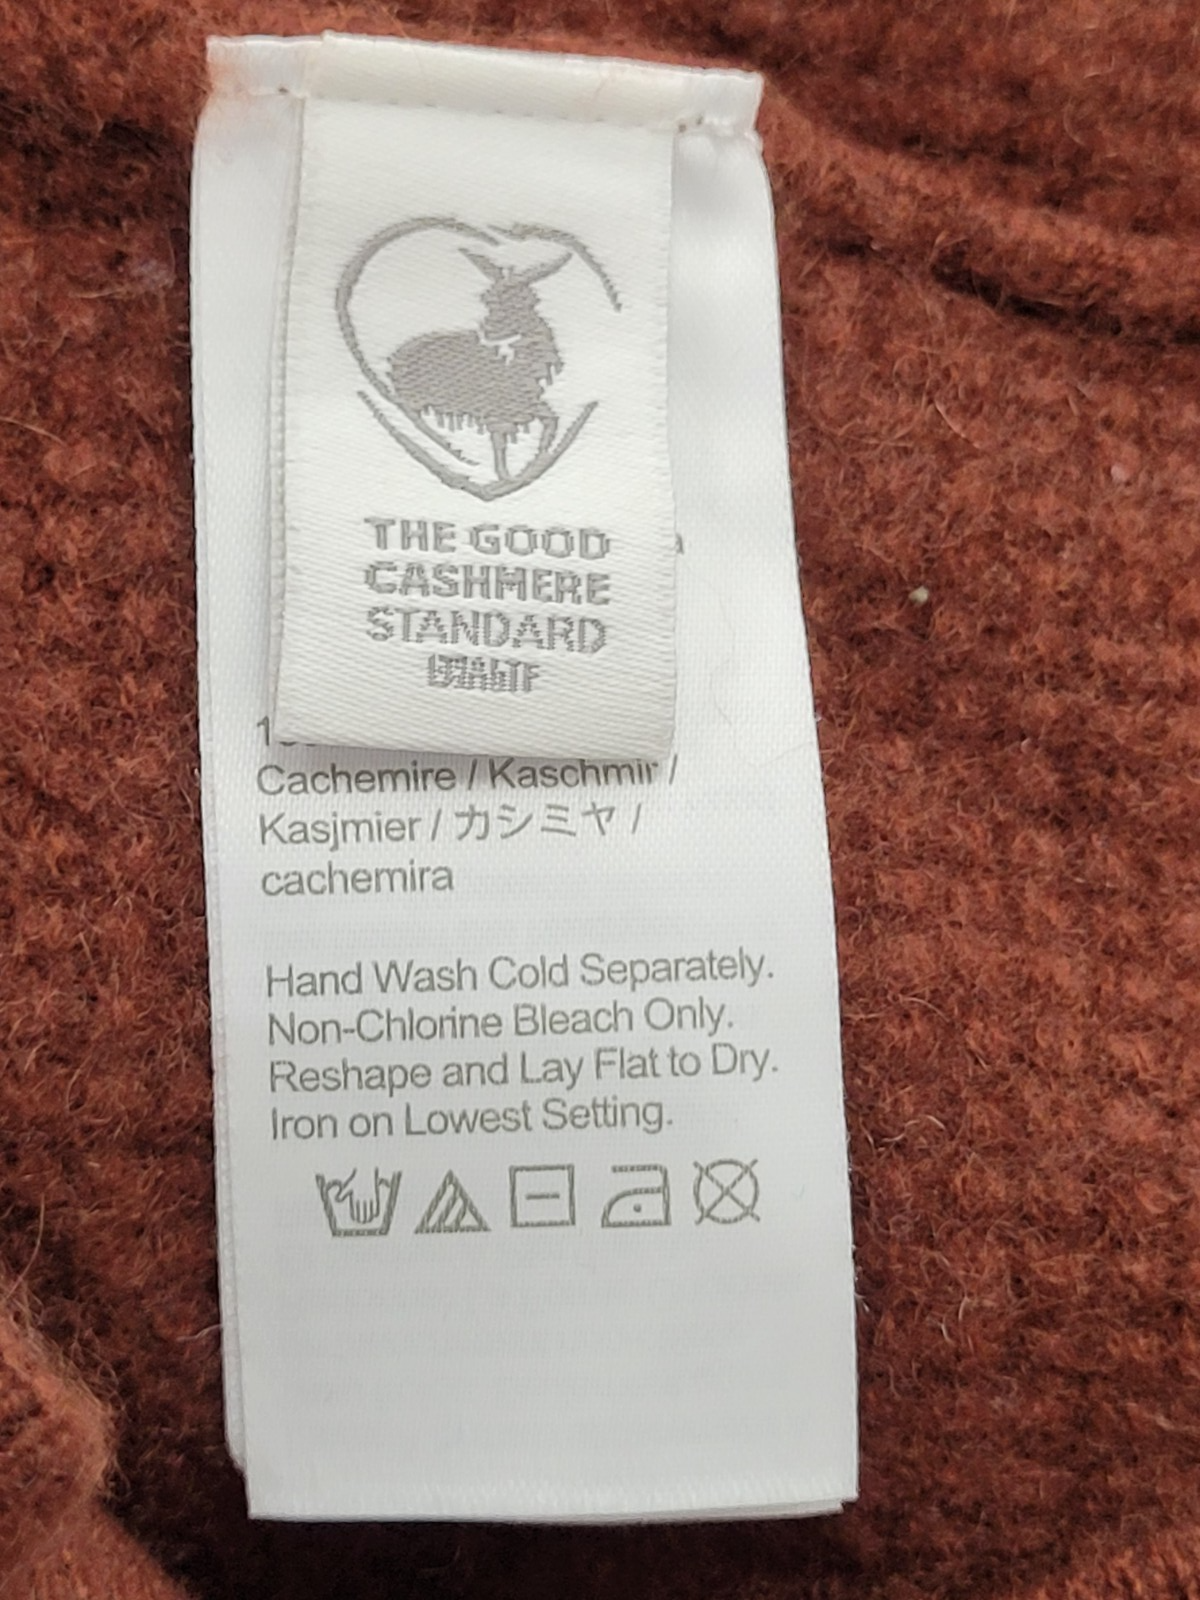 THE GOOD
CASHMERE
STANDARD
Cachemire / Kaschmir /
Kasjmier / カシミヤ /
cachemira
Hand Wash Cold Separately.
Non-Chlorine Bleach Only.
Reshape and Lay Flat to Dry.
Iron on Lowest Setting.